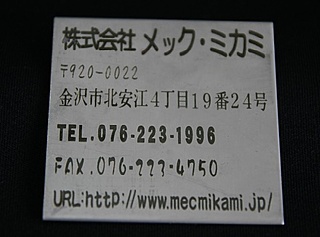 株式会社 メック・ミカミ
〒920-0022
金沢市北安江4丁目19番24号
TEL.076-223-1996
FAX.076-223-4750
URL:http://www.mecmikami.jp/